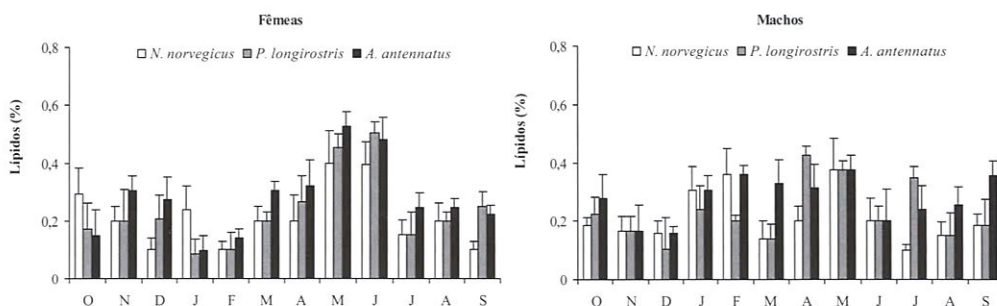 Fêmeas
0,8
N. norvegicus P. longirostris A. antennatus
0,6
0,4
0,2
0
Lípidos (%)
O N D J F M A M J J A S
Machos
0,8
N. norvegicus P. longirostris A. antennatus
0,6
0,4
0,2
0
Lípidos (%)
O N D J F M A M J J A S